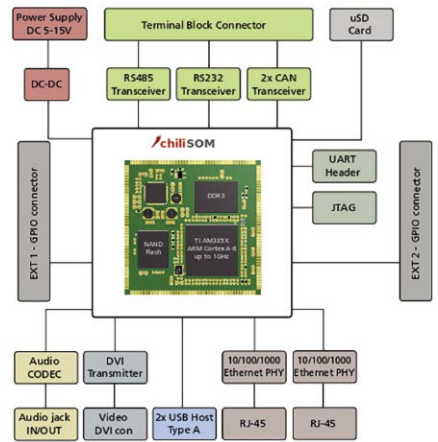 Power Supply
DC 5-15V
Terminal Block Connector
uSD
Card
DC-DC
RS485
Transceiver
RS232
Transceiver
2x CAN
Transceiver
chiliSOM
UART
Header
JTAG
EXT 1 - GPIO connector
EXT 2 - GPIO connector
DDR3
NAND
flash
TI AM335X
ARM Cortex A-8
up to 1GHz
Audio
CODEC
DVI
Transmitter
10/100/1000
Ethernet PHY
10/100/1000
Ethernet PHY
Audio jack
IN/OUT
Video
DVI con
2x USB Host
Type A
RJ-45
RJ-45